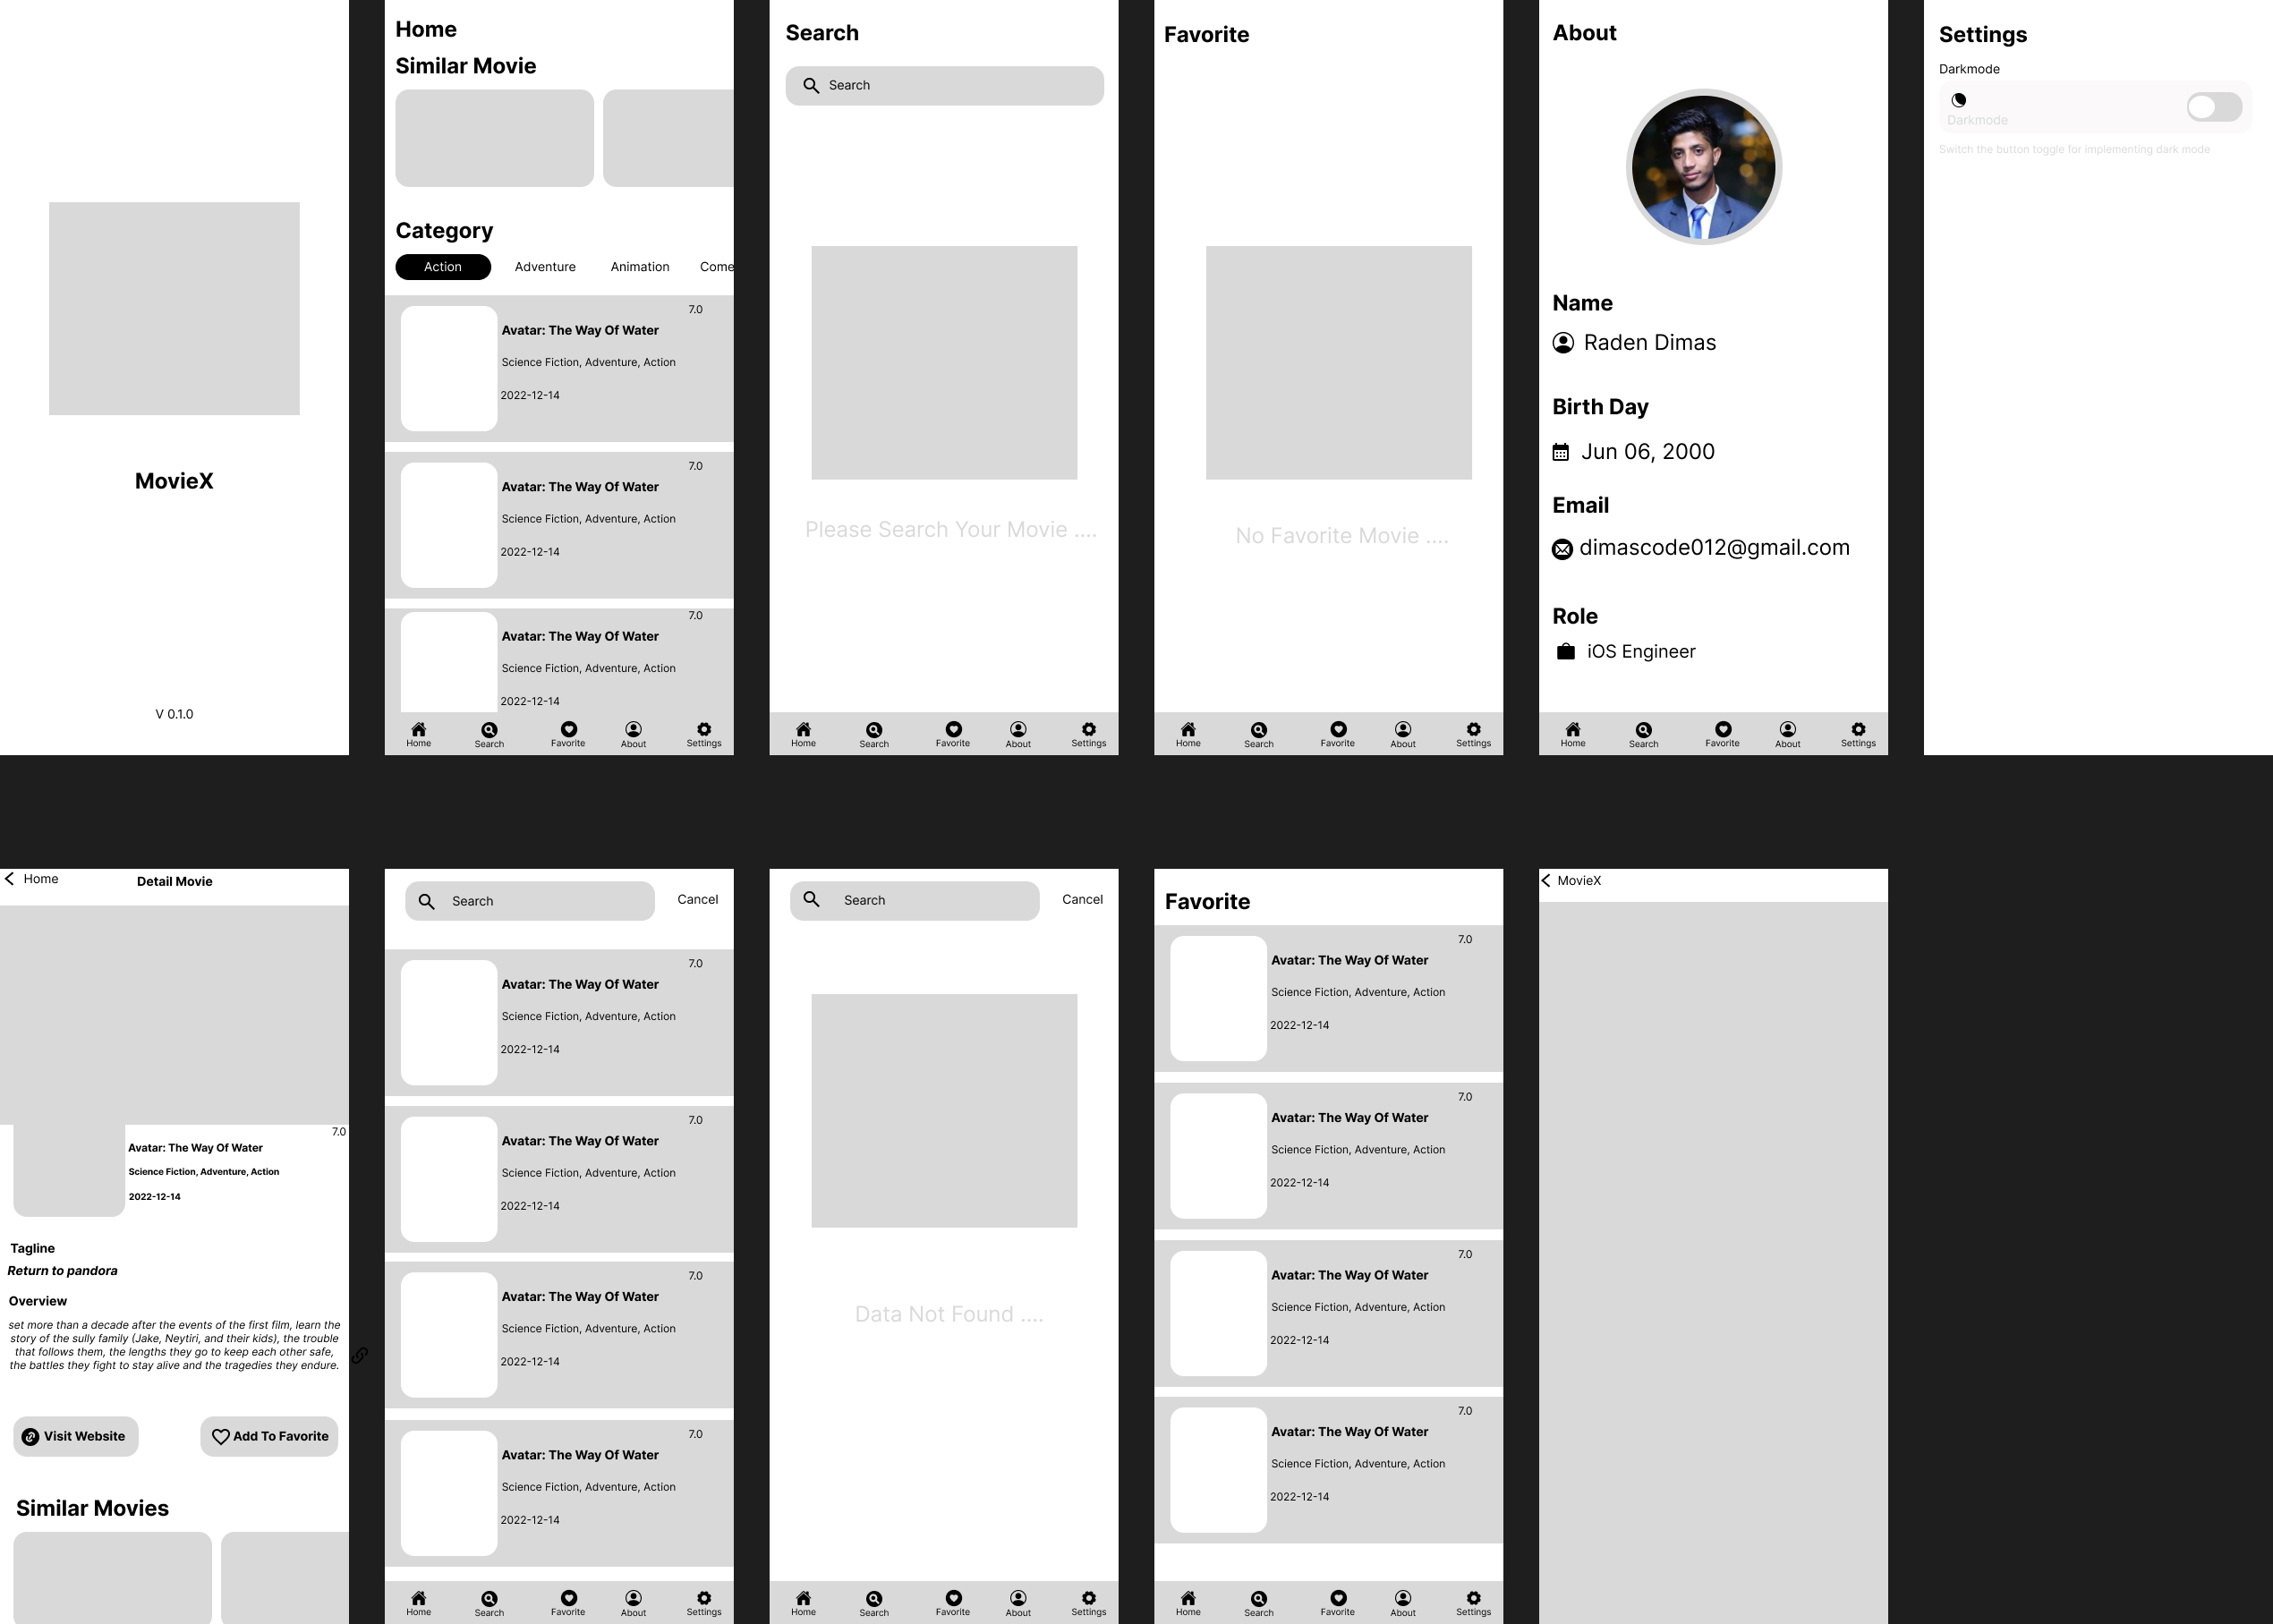 MovieX
V 0.1.0
Home
Similar Movie
Category
Action Adventure Animation Come
7.0
Avatar: The Way Of Water
Science Fiction, Adventure, Action
2022-12-14
7.0
Avatar: The Way Of Water
Science Fiction, Adventure, Action
2022-12-14
7.0
Avatar: The Way Of Water
Science Fiction, Adventure, Action
2022-12-14
Home Search Favorite About Settings
Search
Search
Please Search Your Movie ....
Home Search Favorite About Settings
Favorite
No Favorite Movie ....
Home Search Favorite About Settings
About
Name
Raden Dimas
Birth Day
Jun 06, 2000
Email
dimascode012@gmail.com
Role
iOS Engineer
Home Search Favorite About Settings
Settings
Darkmode
Darkmode
Switch the button toggle for implementing dark mode
Home Detail Movie
7.0
Avatar: The Way Of Water
Science Fiction, Adventure, Action
2022-12-14
Tagline
Return to pandora
Overview
set more than a decade after the events of the first film, learn the
story of the sully family (Jake, Neytiri, and their kids), the trouble
that follows them, the lengths they go to keep each other safe,
the battles they fight to stay alive and the tragedies they endure.
Visit Website Add To Favorite
Similar Movies
Search Cancel
7.0
Avatar: The Way Of Water
Science Fiction, Adventure, Action
2022-12-14
7.0
Avatar: The Way Of Water
Science Fiction, Adventure, Action
2022-12-14
7.0
Avatar: The Way Of Water
Science Fiction, Adventure, Action
2022-12-14
7.0
Avatar: The Way Of Water
Science Fiction, Adventure, Action
2022-12-14
Home Search Favorite About Settings
Search Cancel
Data Not Found ....
Home Search Favorite About Settings
Favorite
7.0
Avatar: The Way Of Water
Science Fiction, Adventure, Action
2022-12-14
7.0
Avatar: The Way Of Water
Science Fiction, Adventure, Action
2022-12-14
7.0
Avatar: The Way Of Water
Science Fiction, Adventure, Action
2022-12-14
7.0
Avatar: The Way Of Water
Science Fiction, Adventure, Action
2022-12-14
Home Search Favorite About Settings
MovieX